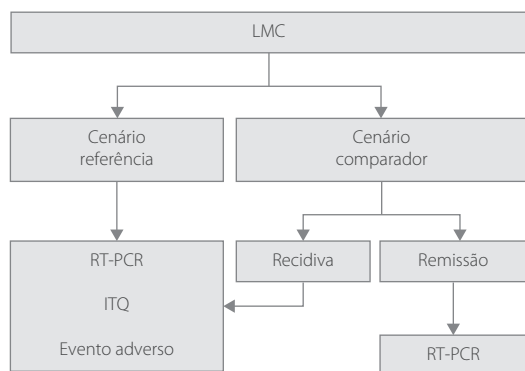 LMC
Cenário
referência
Cenário
comparador
RT-PCR
ITQ
Evento adverso
Recidiva
Remissão
RT-PCR